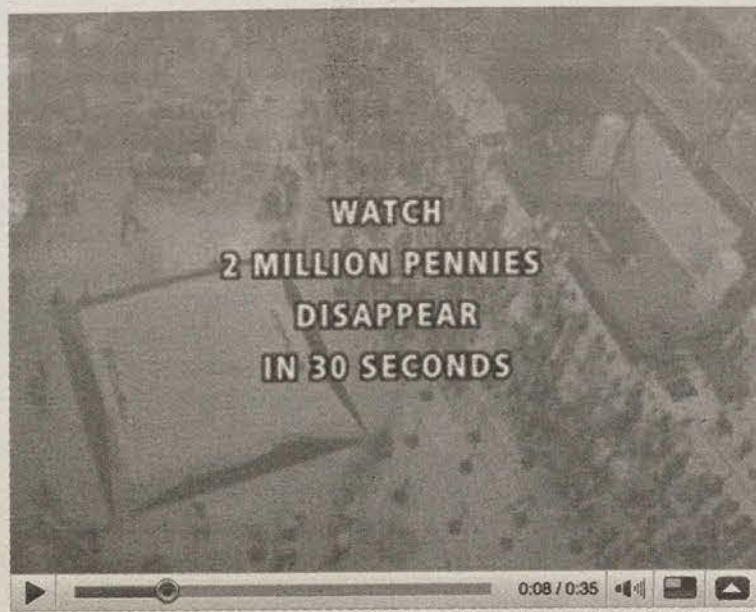 WATCH
2 MILLION PENNIES
DISAPPEAR
IN 30 SECONDS
0:08 / 0:35